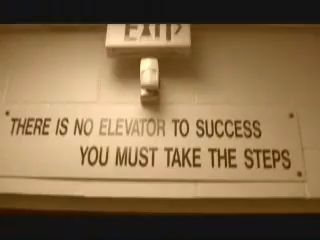 EXIT
THERE IS NO ELEVATOR TO SUCCESS
YOU MUST TAKE THE STEPS